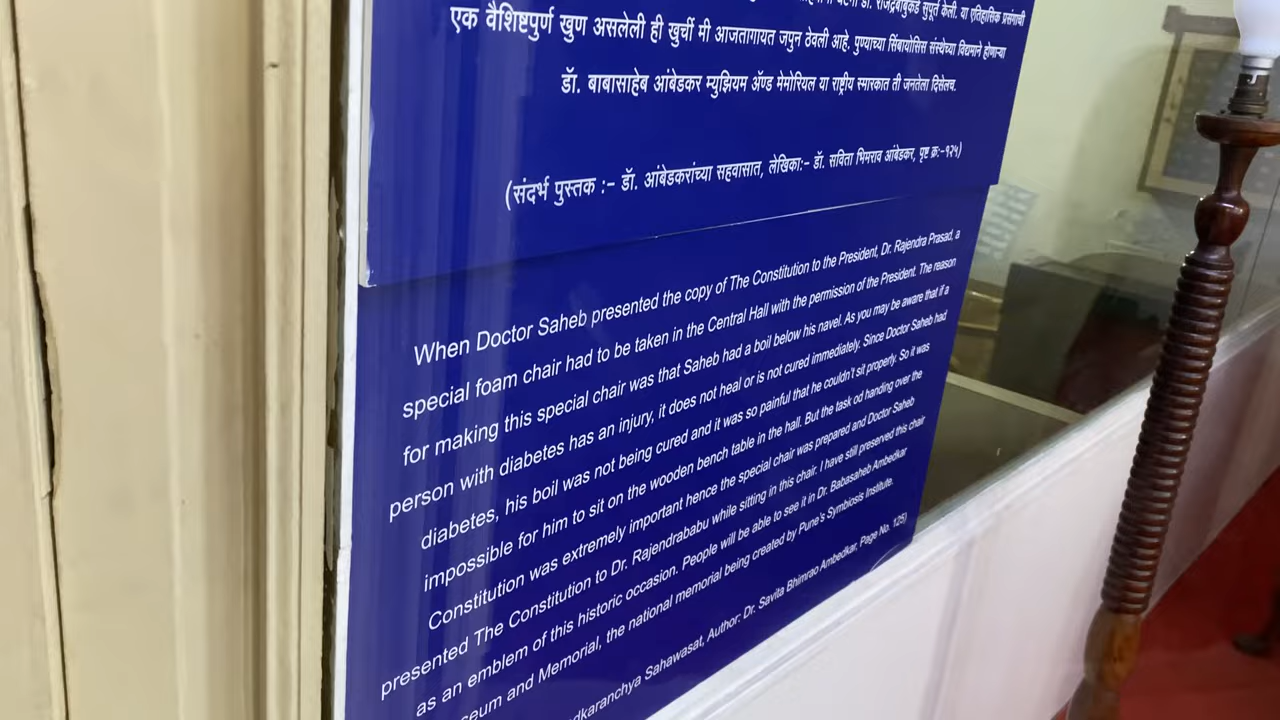 डॉ. राजेंद्रबाबुंकडे सुपूर्त केली. या ऐतिहासिक प्रसंगाची
एक वैशिष्टपुर्ण खुण असलेली ही खुर्ची मी आजतागायत जपुन ठेवली आहे. पुण्याच्या सिंबायोसिस संस्थेच्या विद्यमाने होणाऱ्या
डॉ. बाबासाहेब आंबेडकर म्युझियम ॲण्ड मेमोरियल या राष्ट्रीय स्मारकात ती जनतेला दिसेलच.
(संदर्भ पुस्तक :- डॉ. आंबेडकरांच्या सहवासात, लेखिका:- डॉ. सविता भिमराव आंबेडकर, पृष्ट क्र:-१२५)
When Doctor Saheb presented the copy of The Constitution to the President, Dr. Rajendra Prasad, a
special foam chair had to be taken in the Central Hall with the permission of the President. The reason
for making this special chair was that Saheb had a boil below his navel. As you may be aware that if a
person with diabetes has an injury, it does not heal or is not cured immediately. Since Doctor Saheb had
diabetes, his boil was not being cured and it was so painful that he couldn't sit properly. So it was
impossible for him to sit on the wooden bench table in the hall. But the task od handing over the
Constitution was extremely important hence the special chair was prepared and Doctor Saheb
presented The Constitution to Dr. Rajendrababu while sitting in this chair. I have still preserved this chair
as an emblem of this historic occasion. People will be able to see it in Dr. Babasaheb Ambedkar
seum and Memorial, the national memorial being created by Pune's Symbiosis Institute.
dkaranchya Sahawasat, Author: Dr. Savita Bhimrao Ambedkar, Page No. 125)